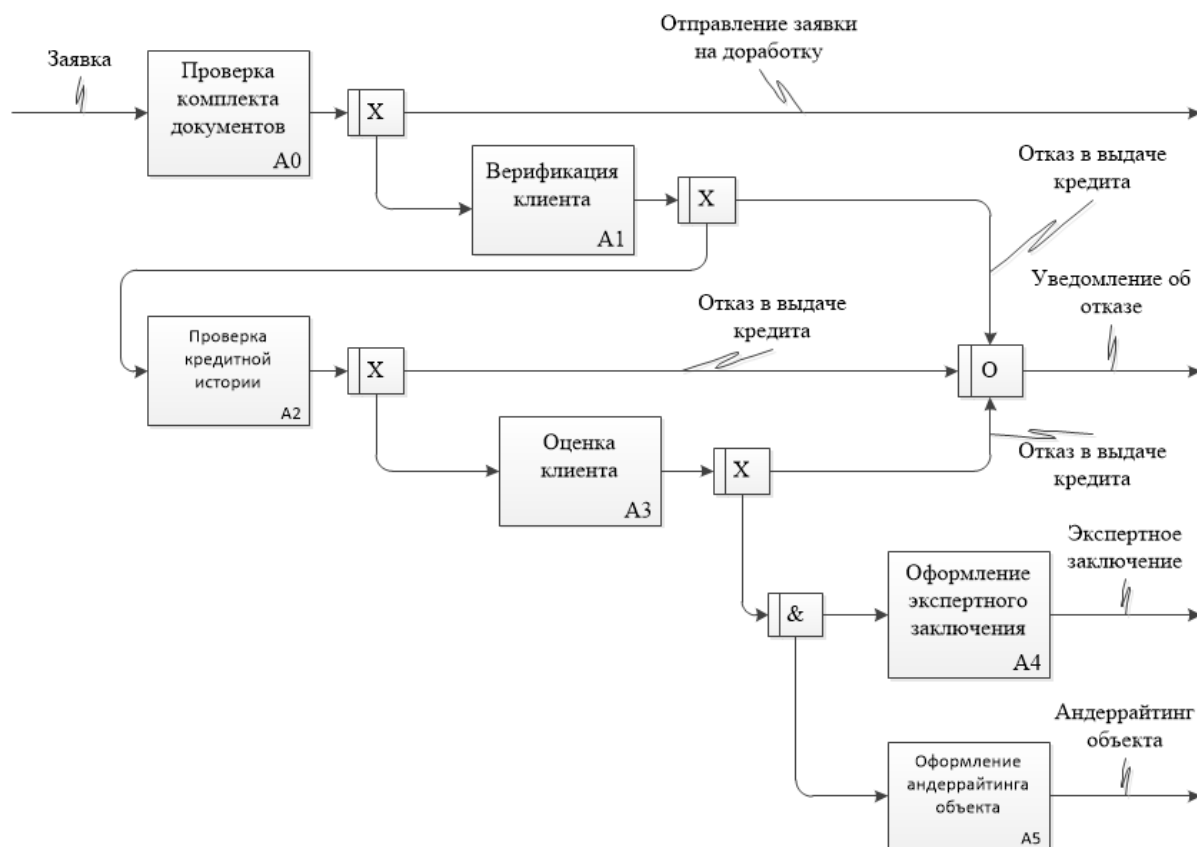 Отправление заявки
на доработку
Заявка
Проверка
комплекта
документов
A0
X
Отказ в выдаче
кредита
Верификация
клиента
A1
X
Уведомление об
отказе
Отказ в выдаче
кредита
Проверка
кредитной
истории
A2
X
O
Оценка
клиента
A3
X
Отказ в выдаче
кредита
Экспертное
заключение
Оформление
экспертного
заключения
A4
&
Андеррайтинг
объекта
Оформление
андеррайтинга
объекта
A5